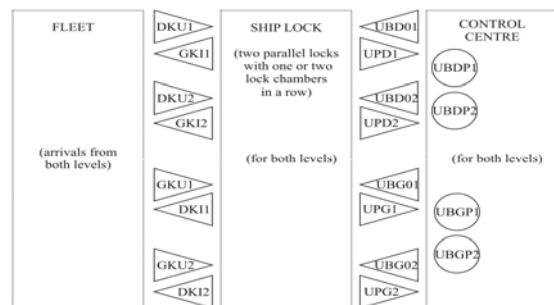 FLEET
(arrivals from
both levels)
DKU1
GKI1
DKU2
GKI2
GKU1
DKI1
GKU2
DKI2
SHIP LOCK
(two parallel locks
with one or two
lock chambers
in a row)
(for both levels)
UBD01
UPD1
UBD02
UPD2
UBG01
UPG1
UBG02
UPG2
CONTROL
CENTRE
UBDP1
UBDP2
(for both levels)
UBGP1
UBGP2